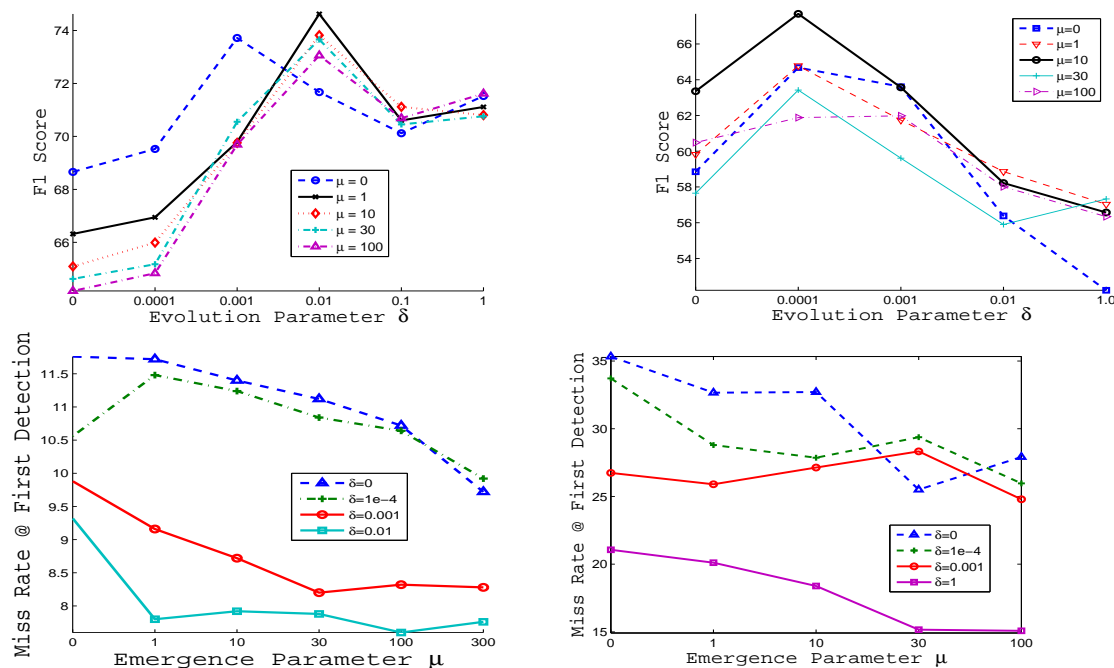 74
72
70
68
66
F1 Score
μ = 0
μ = 1
μ = 10
μ = 30
μ = 100
0 0.0001 0.001 0.01 0.1 1
Evolution Parameter δ
66
64
62
60
58
56
54
F1 Score
μ=0
μ=1
μ=10
μ=30
μ=100
0 0.0001 0.001 0.01 1.0
Evolution Parameter δ
11.5
11
10.5
10
9.5
9
8.5
8
Miss Rate @ First Detection
δ=0
δ=1e-4
δ=0.001
δ=0.01
0 1 10 30 100 300
Emergence Parameter μ
35
30
25
20
15
Miss Rate @ First Detection
δ=0
δ=1e-4
δ=0.001
δ=1
0 1 10 30 100
Emergence Parameter μ